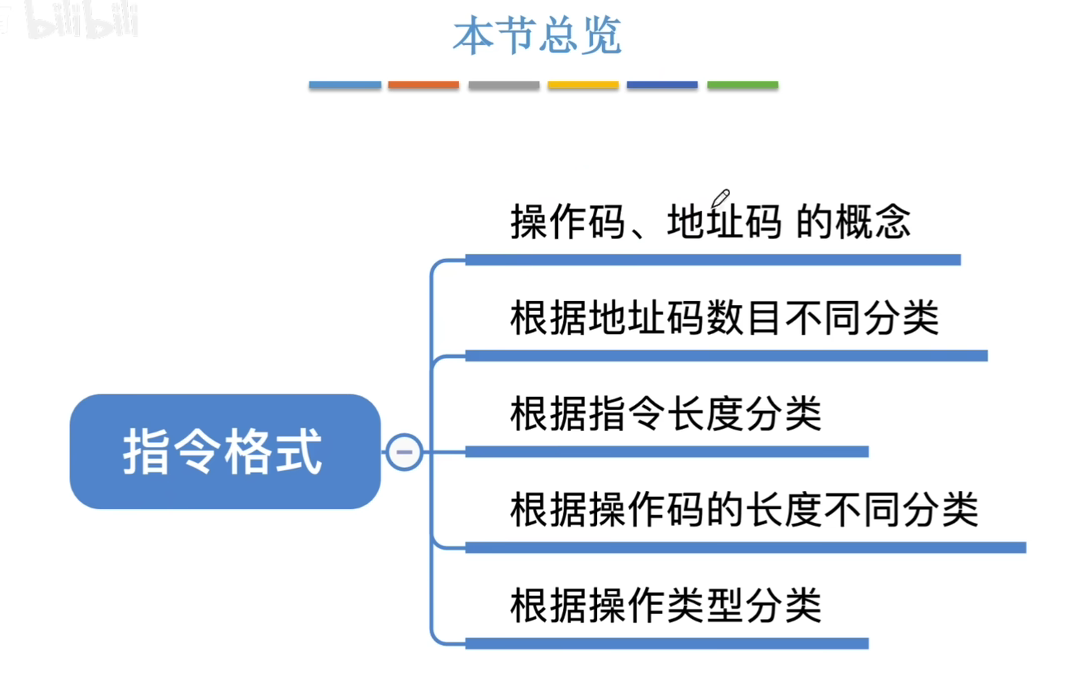 bilibili
本节总览
操作码、地址码 的概念
根据地址码数目不同分类
根据指令长度分类
指令格式
根据操作码的长度不同分类
根据操作类型分类